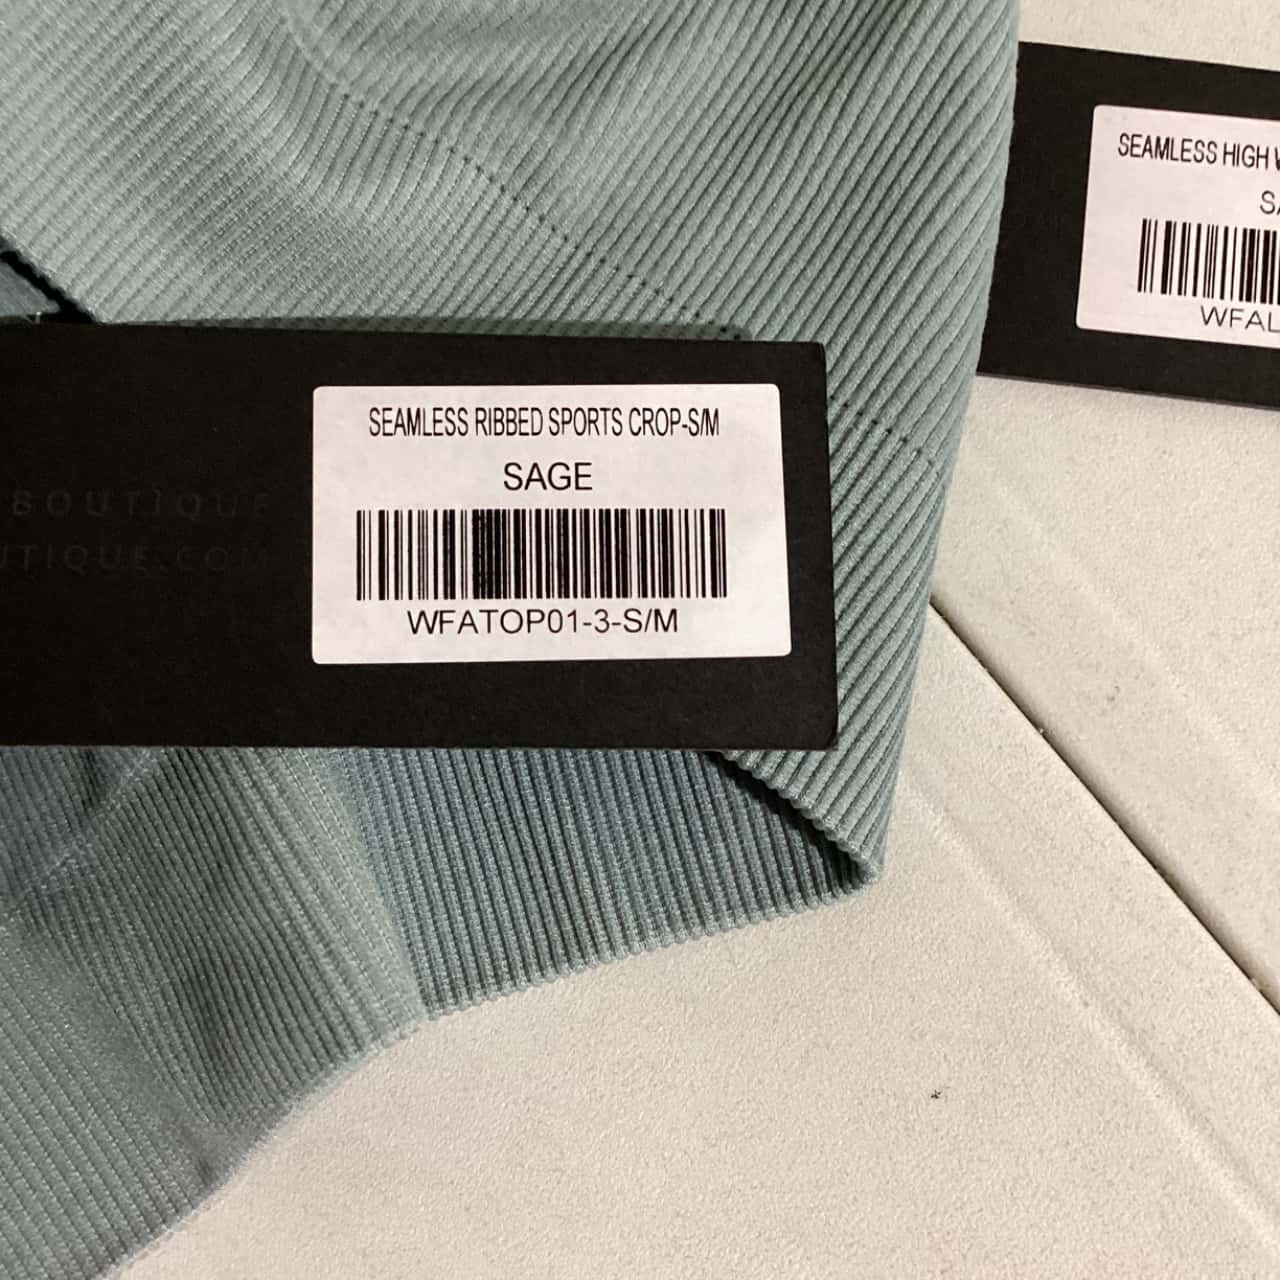 SEAMLESS RIBBED SPORTS CROP-S/M
SAGE
WFATOP01-3-S/M
BOUTIQUE
SEAMLESS HIGH